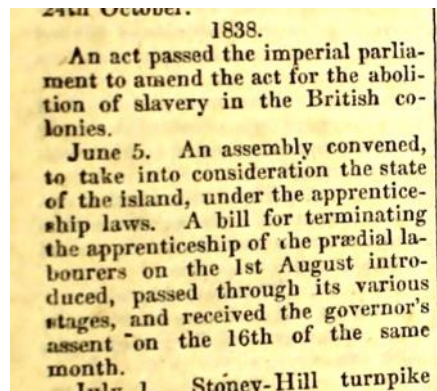 24th October.
1838.
An act passed the imperial parlia-
ment to amend the act for the aboli-
tion of slavery in the British co-
lonies.
June 5. An assembly convened,
to take into consideration the state
of the island, under the apprentice-
ship laws. A bill for terminating
the apprenticeship of the prædial la-
bourers on the 1st August intro-
duced, passed through its various
stages, and received the governor's
assent on the 16th of the same
month.
July 1. Stoney-Hill turnpike